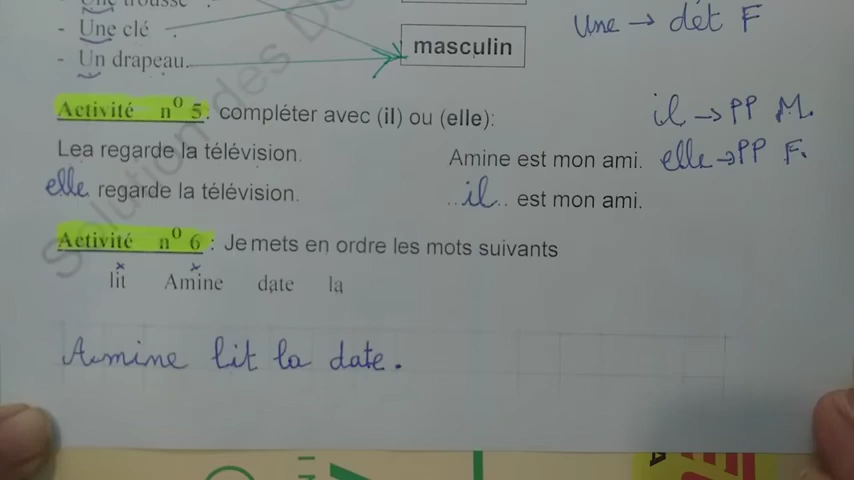 Une trousse
- Une clé
- Un drapeau.
masculin
Une → dét F
Activité n° 5 : compléter avec (il) ou (elle):
il → PP M.
Lea regarde la télévision.
Amine est mon ami.
elle → PP F.
elle regarde la télévision.
..il.. est mon ami.
Activité n° 6 : Je mets en ordre les mots suivants
lit Amine date la
Amine lit la date.
Solution des